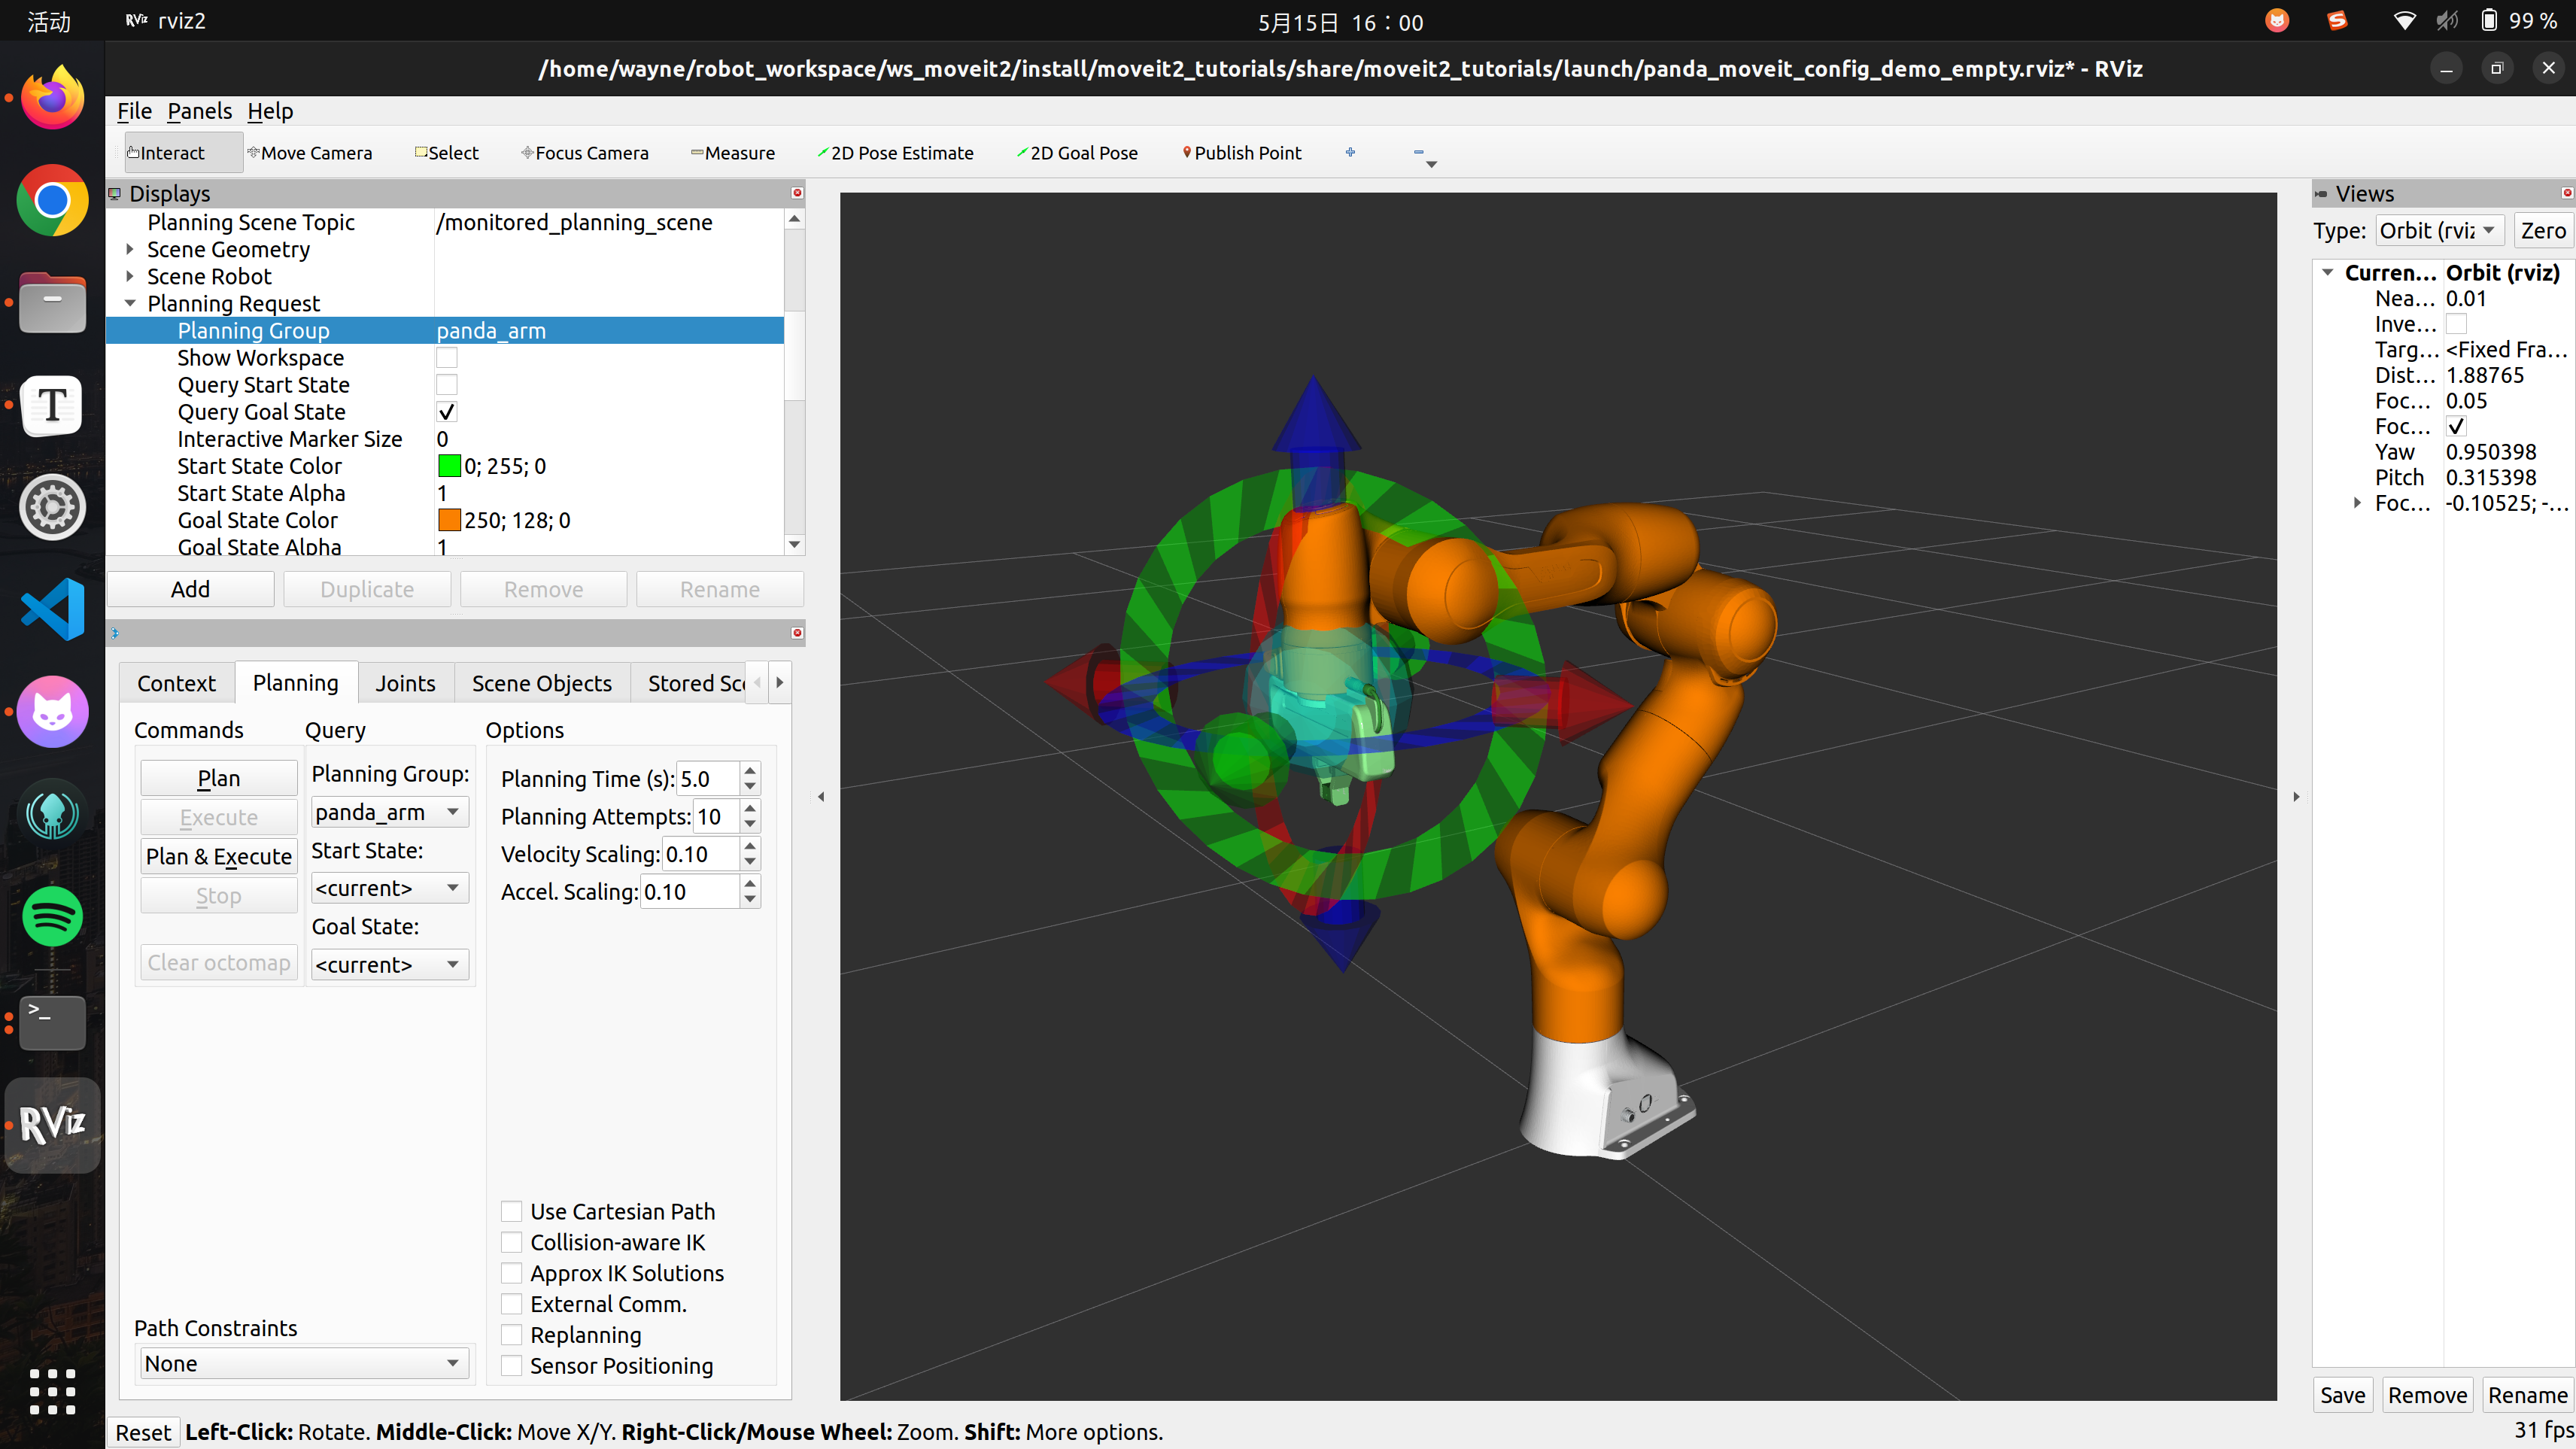 活动
RViz rviz2
5月15日 16：00
99 %
/home/wayne/robot_workspace/ws_moveit2/install/moveit2_tutorials/share/moveit2_tutorials/launch/panda_moveit_config_demo_empty.rviz* - RViz
File Panels Help
Interact Move Camera Select Focus Camera Measure 2D Pose Estimate 2D Goal Pose Publish Point
Displays
Planning Scene Topic /monitored_planning_scene
Scene Geometry
Scene Robot
Planning Request
Planning Group panda_arm
Show Workspace
Query Start State
Query Goal State
Interactive Marker Size 0
Start State Color 0; 255; 0
Start State Alpha 1
Goal State Color 250; 128; 0
Goal State Alpha 1
Add Duplicate Remove Rename
Context Planning Joints Scene Objects Stored Sc
Commands Query Options
Plan
Execute
Plan & Execute
Stop
Clear octomap
Planning Group:
panda_arm
Start State:
<current>
Goal State:
<current>
Planning Time (s): 5.0
Planning Attempts: 10
Velocity Scaling: 0.10
Accel. Scaling: 0.10
Use Cartesian Path
Collision-aware IK
Approx IK Solutions
External Comm.
Replanning
Sensor Positioning
Path Constraints
None
Reset Left-Click: Rotate. Middle-Click: Move X/Y. Right-Click/Mouse Wheel: Zoom. Shift: More options.
Views
Type: Orbit (rviz Zero
Curren... Orbit (rviz)
Nea... 0.01
Inve...
Targ... <Fixed Fra...
Dist... 1.88765
Foc... 0.05
Foc...
Yaw 0.950398
Pitch 0.315398
Foc... -0.10525; -...
Save Remove Rename
31 fps
T
>_
RViz